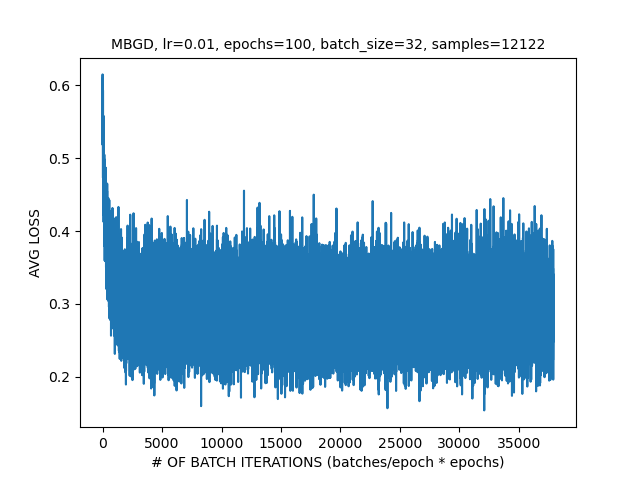 MBGD, lr=0.01, epochs=100, batch_size=32, samples=12122
0.6
0.5
0.4
0.3
0.2
AVG LOSS
0 5000 10000 15000 20000 25000 30000 35000
# OF BATCH ITERATIONS (batches/epoch * epochs)